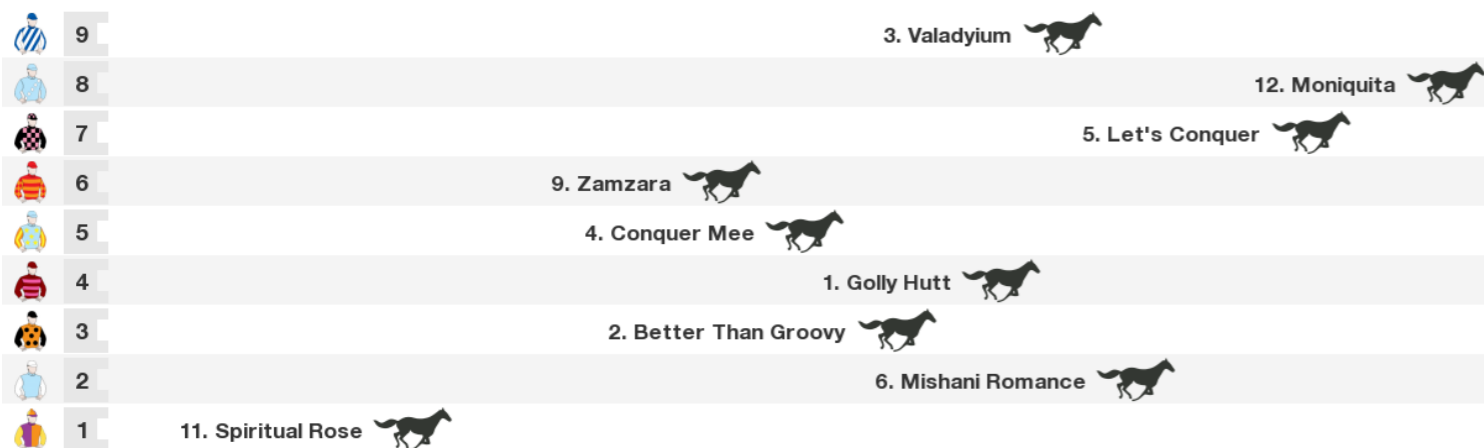 9 3. Valadyium
8 12. Moniquita
7 5. Let's Conquer
6 9. Zamzara
5 4. Conquer Mee
4 1. Golly Hutt
3 2. Better Than Groovy
2 6. Mishani Romance
1 11. Spiritual Rose